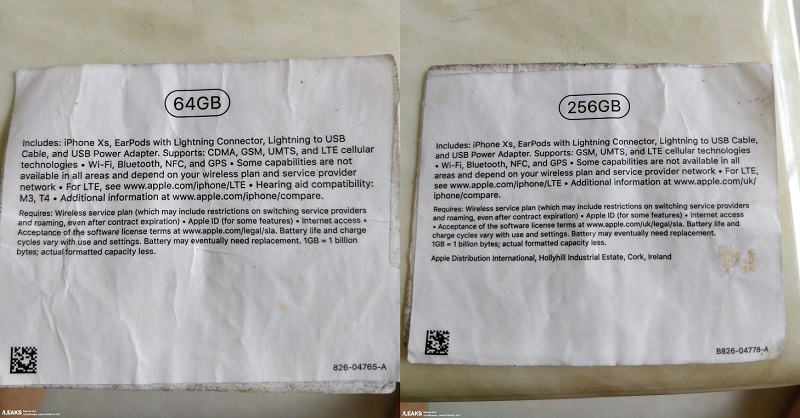 64GB
Includes: iPhone Xs, EarPods with Lightning Connector, Lightning to USB
Cable, and USB Power Adapter. Supports: CDMA, GSM, UMTS, and LTE cellular
technologies • Wi-Fi, Bluetooth, NFC, and GPS • Some capabilities are not
available in all areas and depend on your wireless plan and service provider
network • For LTE, see www.apple.com/iphone/LTE • Hearing aid compatibility:
M3, T4 • Additional information at www.apple.com/iphone/compare.
Requires: Wireless service plan (which may include restrictions on switching service providers
and roaming, even after contract expiration) • Apple ID (for some features) • Internet access •
Acceptance of the software license terms at www.apple.com/legal/sla. Battery life and charge
cycles vary with use and settings. Battery may eventually need replacement. 1GB = 1 billion
bytes; actual formatted capacity less.
826-04765-A
/LEAKS
256GB
Includes: iPhone Xs, EarPods with Lightning Connector, Lightning to USB Cable,
and USB Power Adapter. Supports: GSM, UMTS, and LTE cellular technologies
• Wi-Fi, Bluetooth, NFC, and GPS • Some capabilities are not available in all
areas and depend on your wireless plan and service provider network • For LTE,
see www.apple.com/iphone/LTE • Additional information at www.apple.com/uk/
iphone/compare.
Requires: Wireless service plan (which may include restrictions on switching service providers
and roaming, even after contract expiration) • Apple ID (for some features) • Internet access
• Acceptance of the software license terms at www.apple.com/uk/legal/sla. Battery life and
charge cycles vary with use and settings. Battery may eventually need replacement.
1GB = 1 billion bytes; actual formatted capacity less.
Apple Distribution International, Hollyhill Industrial Estate, Cork, Ireland
B826-04778-A
/LEAKS